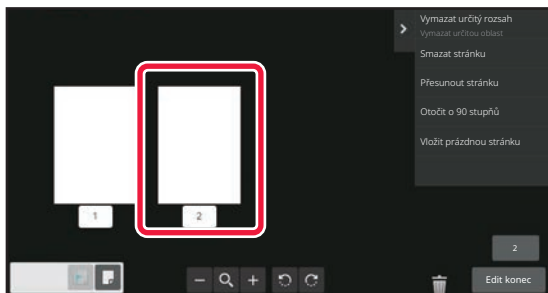 Vymazat určitý rozsah
Vymazat určitou oblast
Smazat stránku
Přesunout stránku
Otočit o 90 stupňů
Vložit prázdnou stránku
1
2
2
Edit konec